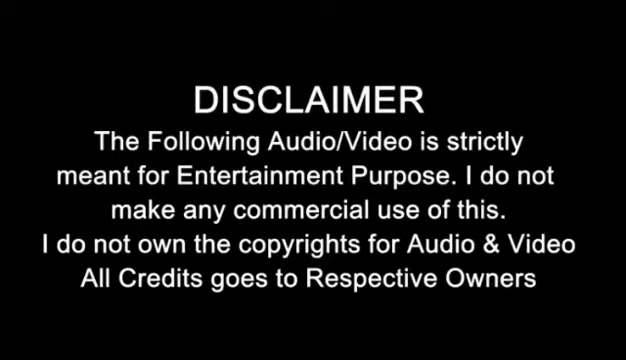 DISCLAIMER
The Following Audio/Video is strictly
meant for Entertainment Purpose. I do not
make any commercial use of this.
I do not own the copyrights for Audio & Video
All Credits goes to Respective Owners